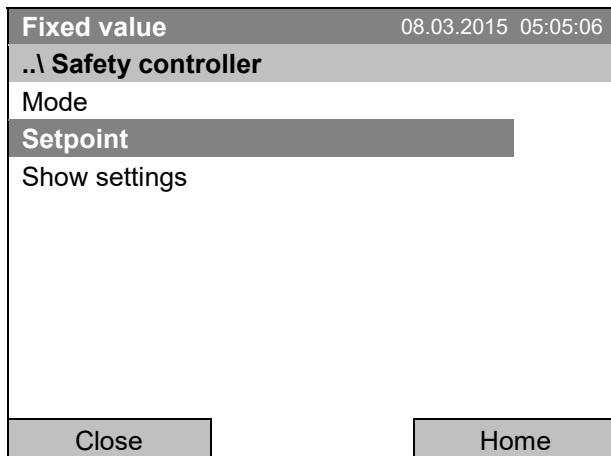 Fixed value 08.03.2015 05:05:06
..\ Safety controller
Mode
Setpoint
Show settings
Close Home